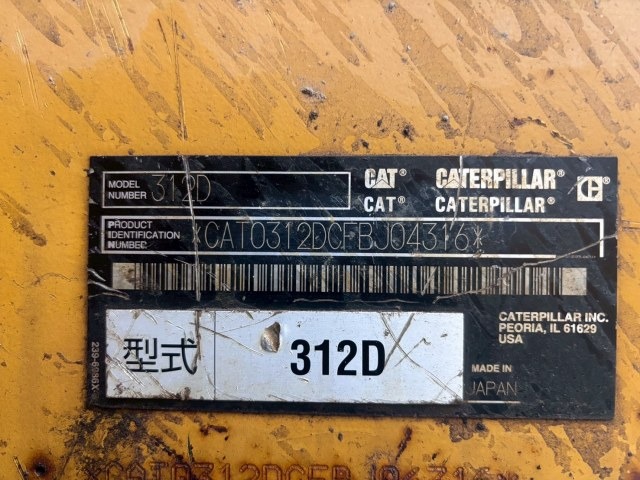 MODEL NUMBER 312D
CAT® CATERPILLAR®
CAT® CATERPILLAR®
PRODUCT IDENTIFICATION NUMBER *CAT0312DCFBJ04316*
CATERPILLAR INC.
PEORIA, IL 61629
USA
型式 312D
MADE IN
JAPAN